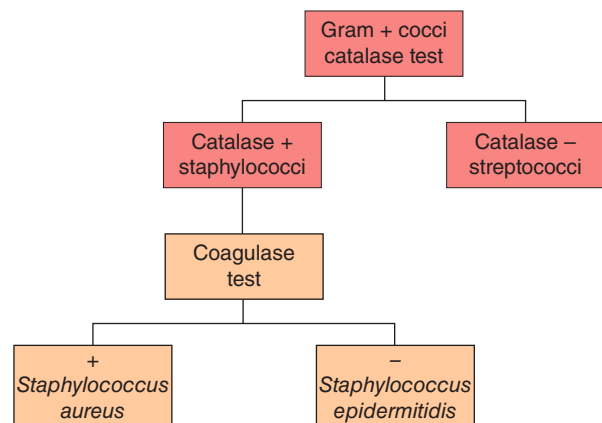 Gram + cocci
catalase test
Catalase +
staphylococci
Catalase –
streptococci
Coagulase
test
+
Staphylococcus
aureus
–
Staphylococcus
epidermitidis